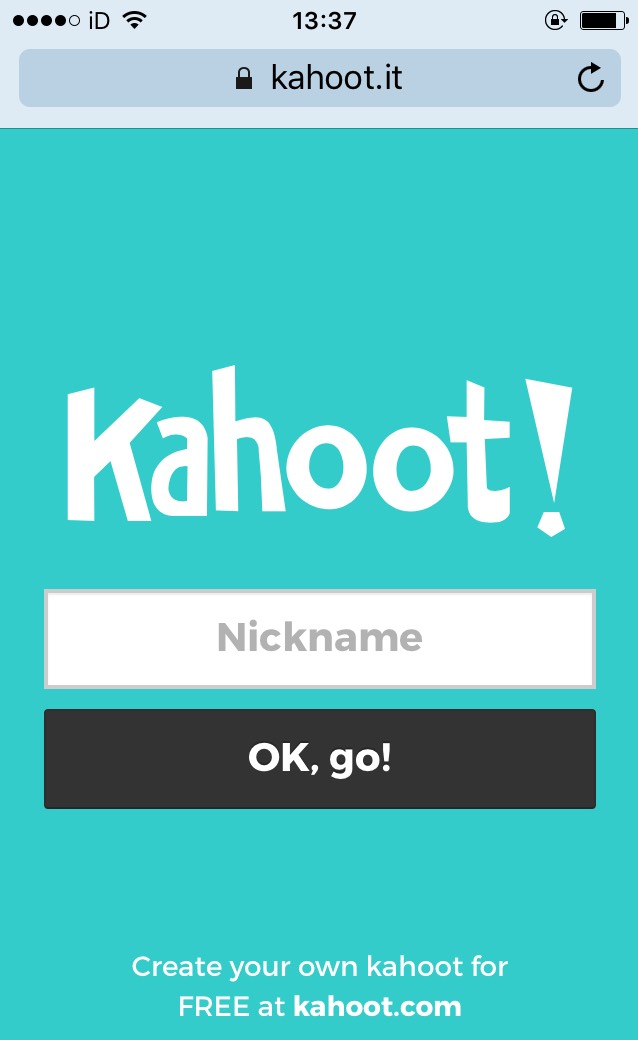 iD 13:37
kahoot.it
Kahoot!
Nickname
OK, go!
Create your own kahoot for
FREE at kahoot.com